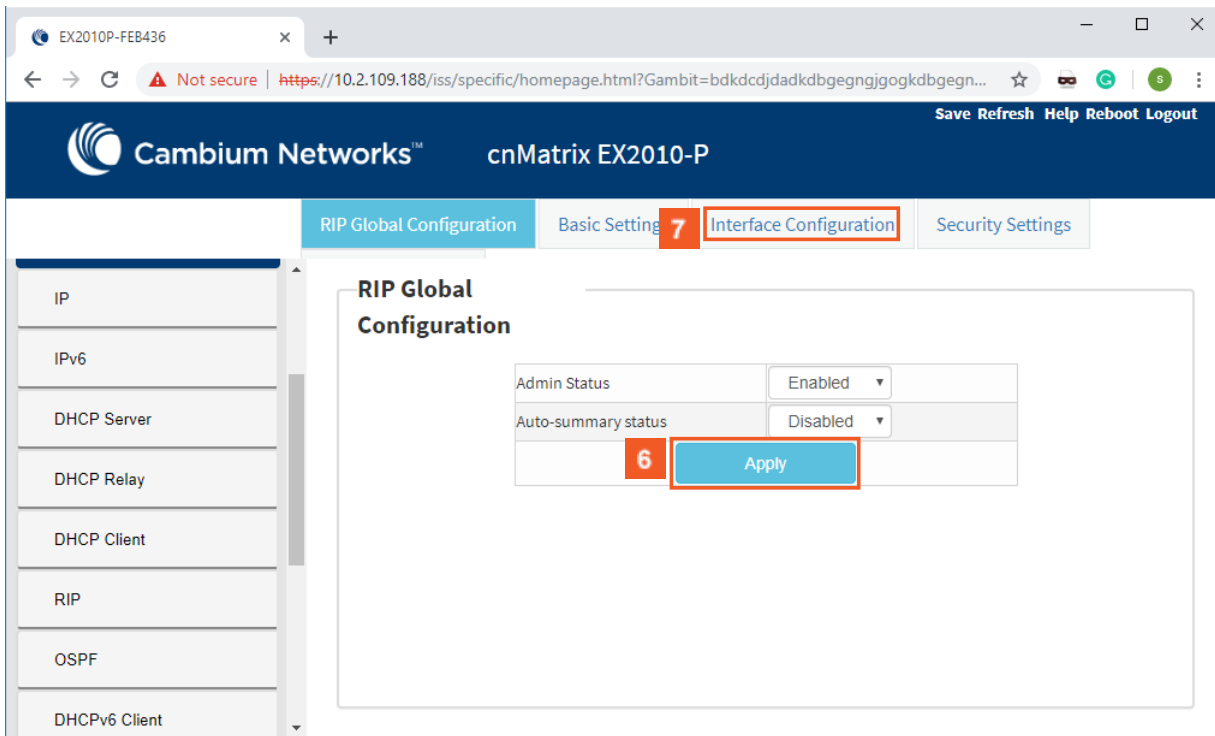 EX2010P-FEB436
Not secure | https://10.2.109.188/iss/specific/homepage.html?Gambit=bdkdcdjdadkdbgegngjgogkdbgegn...
S
Save Refresh Help Reboot Logout
Cambium Networks™ cnMatrix EX2010-P
RIP Global Configuration Basic Setting 7 Interface Configuration Security Settings
RIP Global
Configuration
IP
IPv6
DHCP Server
DHCP Relay
DHCP Client
RIP
OSPF
DHCPv6 Client
Admin Status Enabled
Auto-summary status Disabled
6 Apply